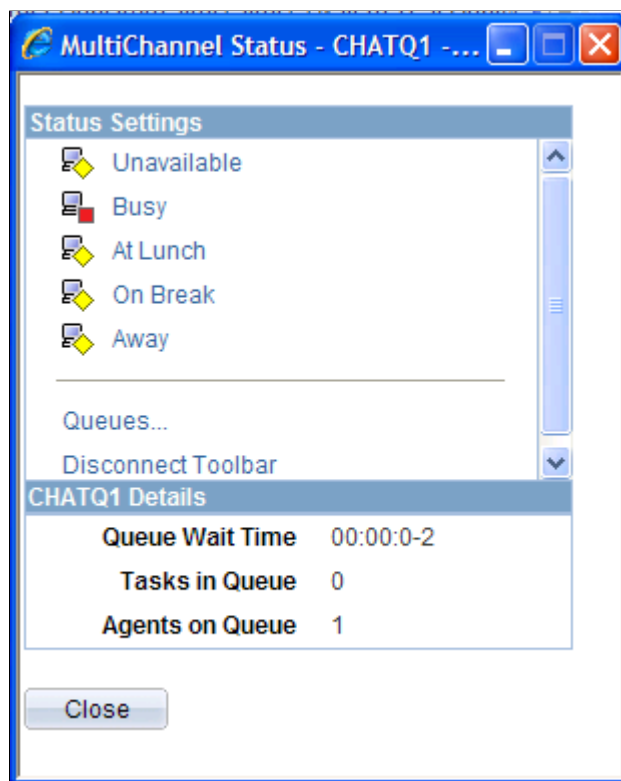 MultiChannel Status - CHATQ1 -...
Status Settings
Unavailable
Busy
At Lunch
On Break
Away
Queues...
Disconnect Toolbar
CHATQ1 Details
Queue Wait Time 00:00:0-2
Tasks in Queue 0
Agents on Queue 1
Close